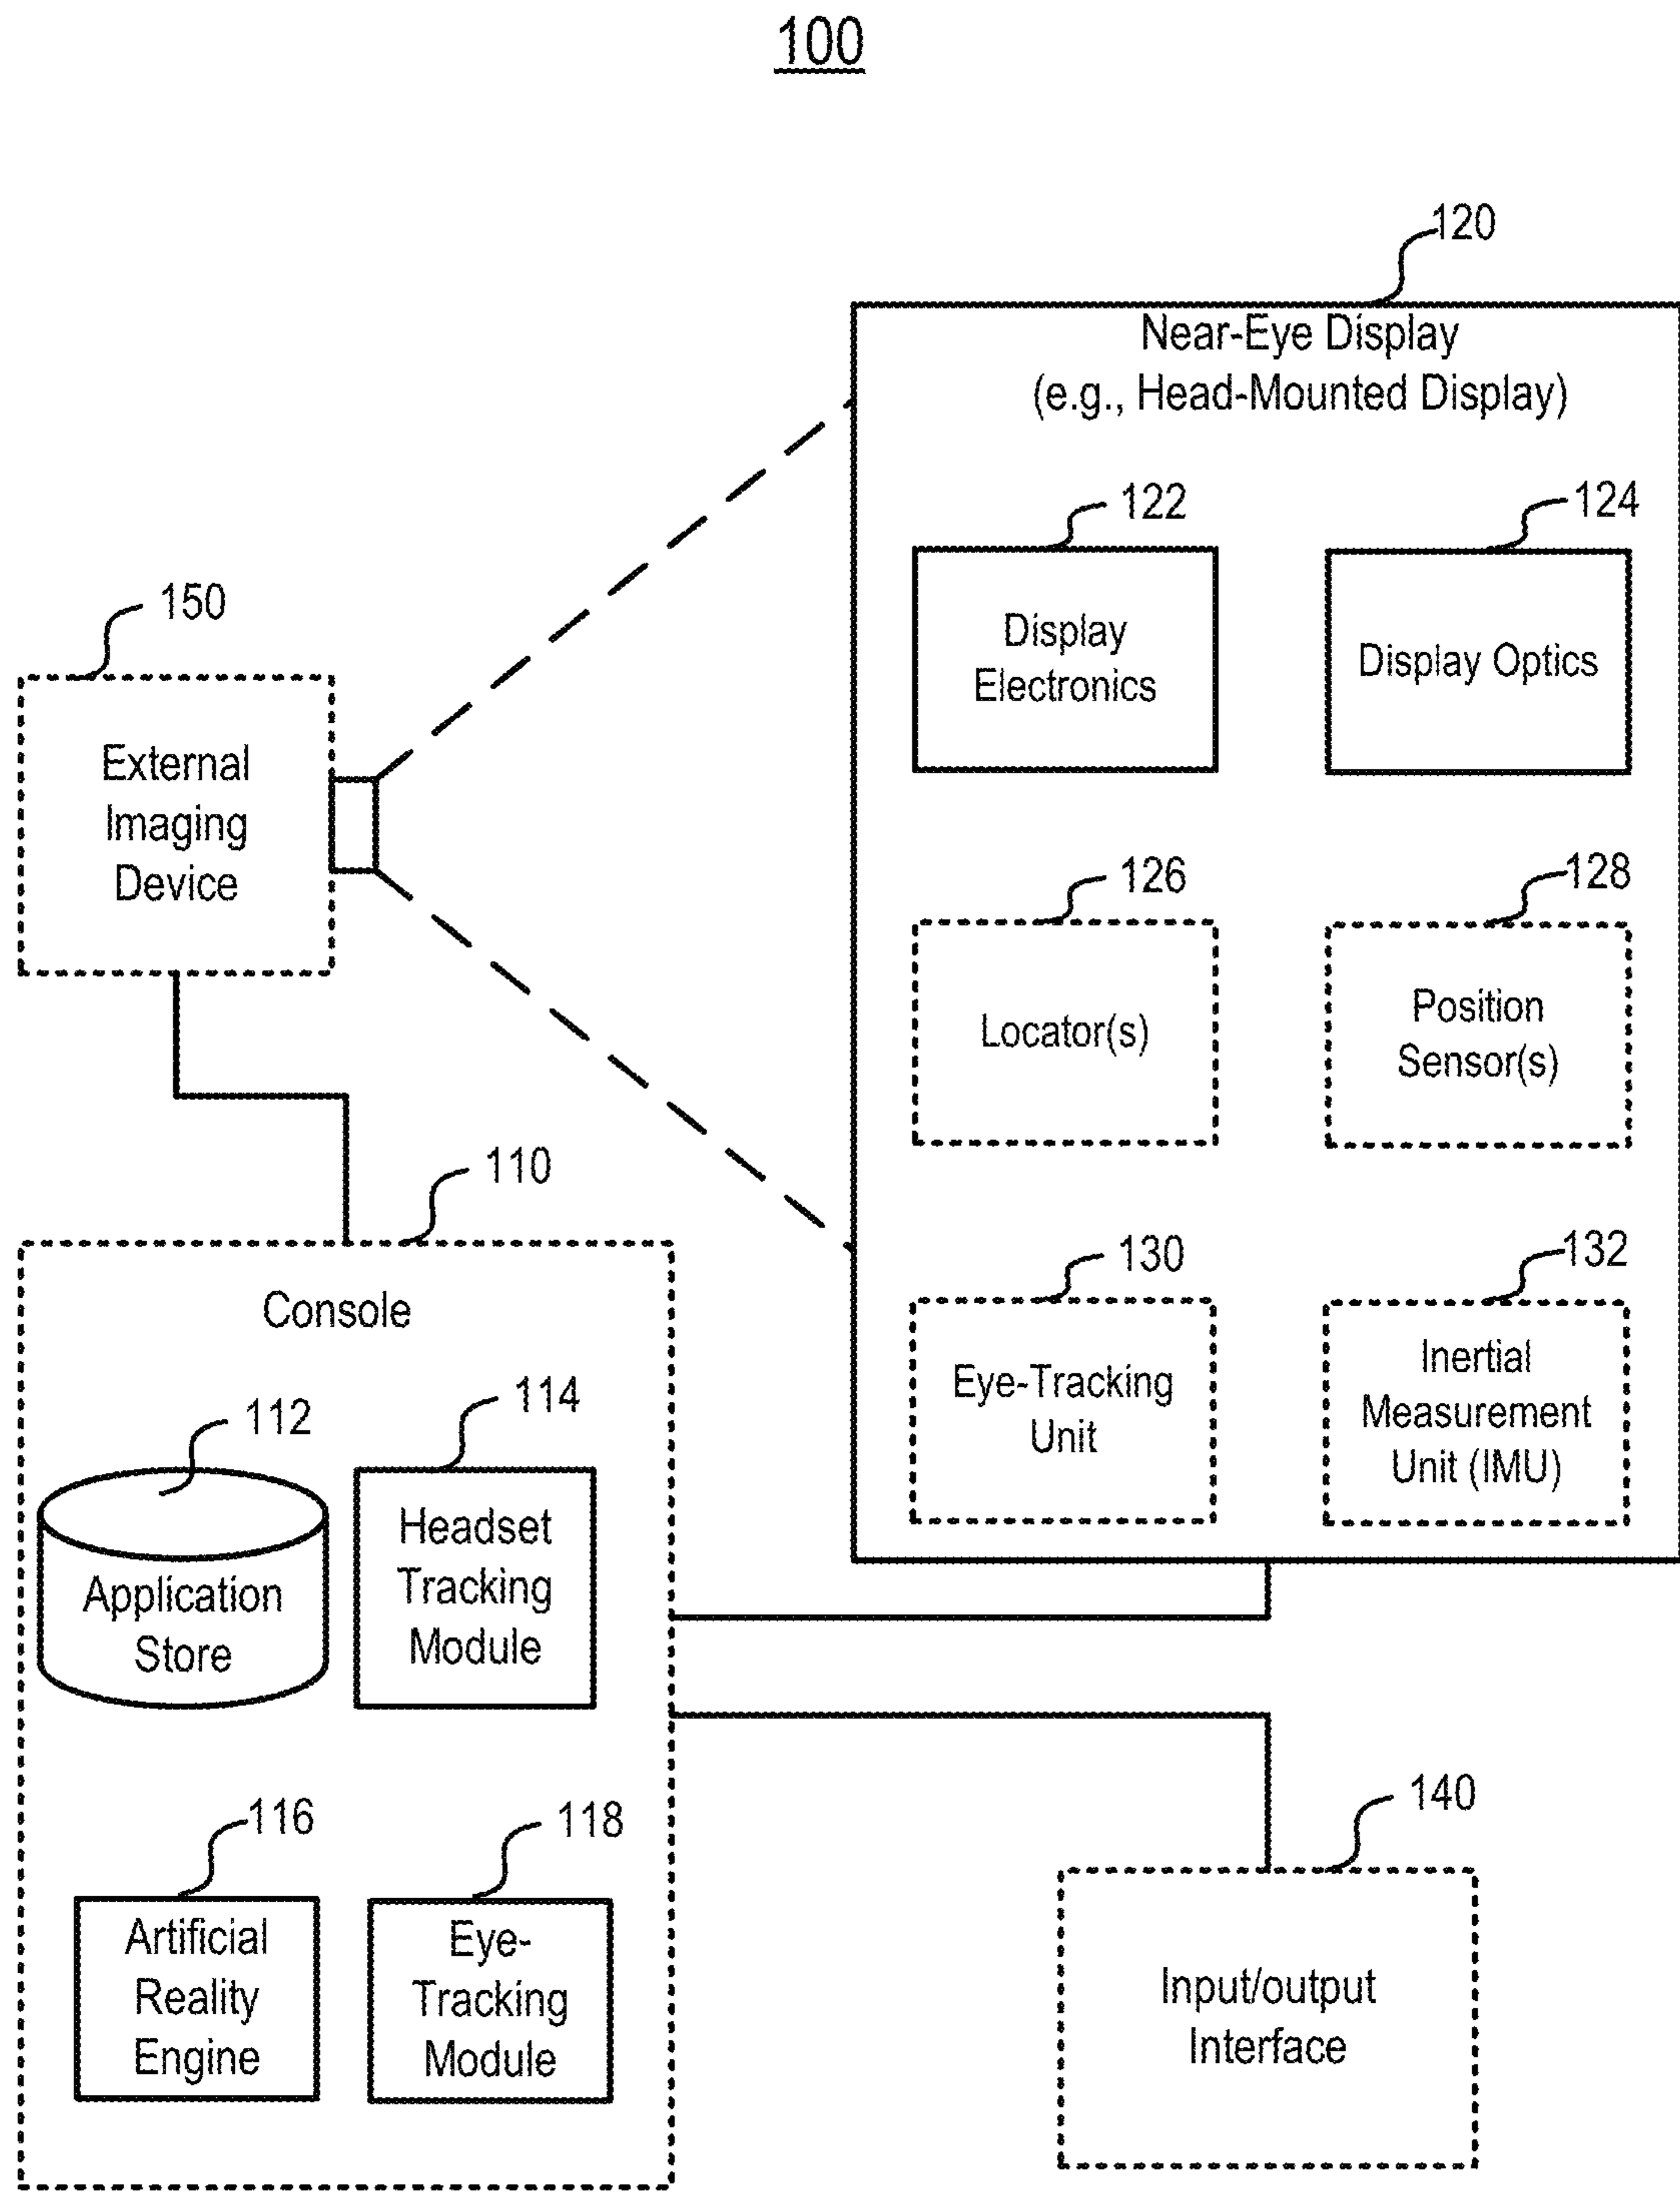 100
120
Near-Eye Display
(e.g., Head-Mounted Display)
122
124
Display
Electronics
Display Optics
150
External
Imaging
Device
126
128
Locator(s)
Position
Sensor(s)
110
130
132
Console
Eye-Tracking
Unit
Inertial
Measurement
Unit (IMU)
112
114
Application
Store
Headset
Tracking
Module
116
118
140
Artificial
Reality
Engine
Eye-
Tracking
Module
Input/output
Interface